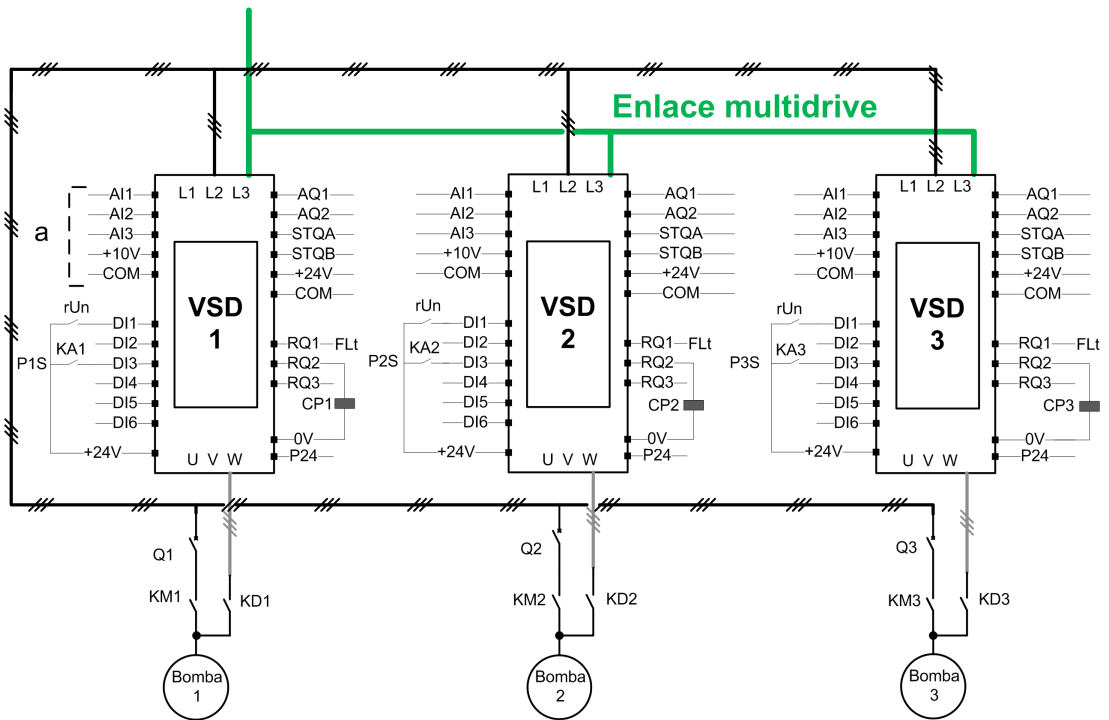 Enlace multidrive
L1 L2 L3
AI1
AI2
AI3
+10V
COM
a
rUn
DI1
DI2
KA1
DI3
P1S
DI4
DI5
DI6
+24V
VSD
1
AQ1
AQ2
STQA
STQB
+24V
COM
RQ1 FLt
RQ2
RQ3
CP1
0V
P24
U V W
L1 L2 L3
AI1
AI2
AI3
+10V
COM
rUn
DI1
DI2
KA2
DI3
P2S
DI4
DI5
DI6
+24V
VSD
2
AQ1
AQ2
STQA
STQB
+24V
COM
RQ1 FLt
RQ2
RQ3
CP2
0V
P24
U V W
L1 L2 L3
AI1
AI2
AI3
+10V
COM
rUn
DI1
DI2
KA3
DI3
P3S
DI4
DI5
DI6
+24V
VSD
3
AQ1
AQ2
STQA
STQB
+24V
COM
RQ1 FLt
RQ2
RQ3
CP3
0V
P24
U V W
Q1
KM1
KD1
Bomba
1
Q2
KM2
KD2
Bomba
2
Q3
KM3
KD3
Bomba
3